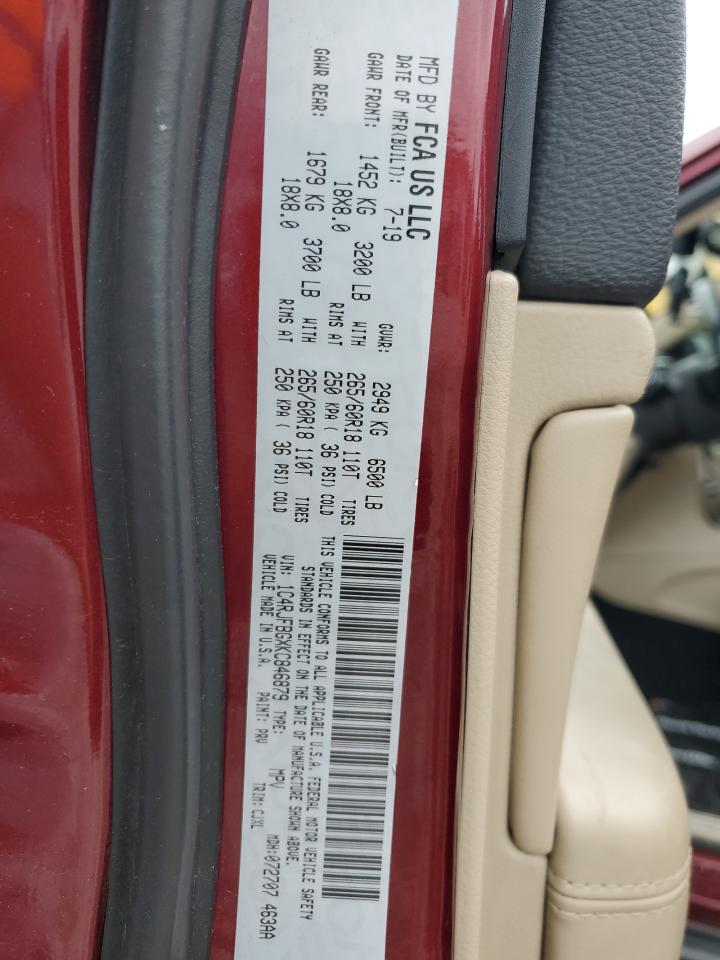 MFD BY FCA US LLC
DATE OF MFR(BUILT): 7-19 GVWR: 2949 KG 6500 LB
GAWR FRONT: 1452 KG 3200 LB WITH 265/60R18 110T TIRES
18X8.0 RIMS AT 250 KPA ( 36 PSI) COLD
GAWR REAR: 1679 KG 3700 LB WITH 265/60R18 110T TIRES
18X8.0 RIMS AT 250 KPA ( 36 PSI) COLD
THIS VEHICLE CONFORMS TO ALL APPLICABLE U.S.A. FEDERAL MOTOR VEHICLE SAFETY
STANDARDS IN EFFECT ON THE DATE OF MANUFACTURE SHOWN ABOVE.
VIN: 1C4RJFBGXKC846879 TYPE: MPV MDH:072707 463AA
VEHICLE MADE IN U.S.A. PAINT: PRV TRIM: CJXL